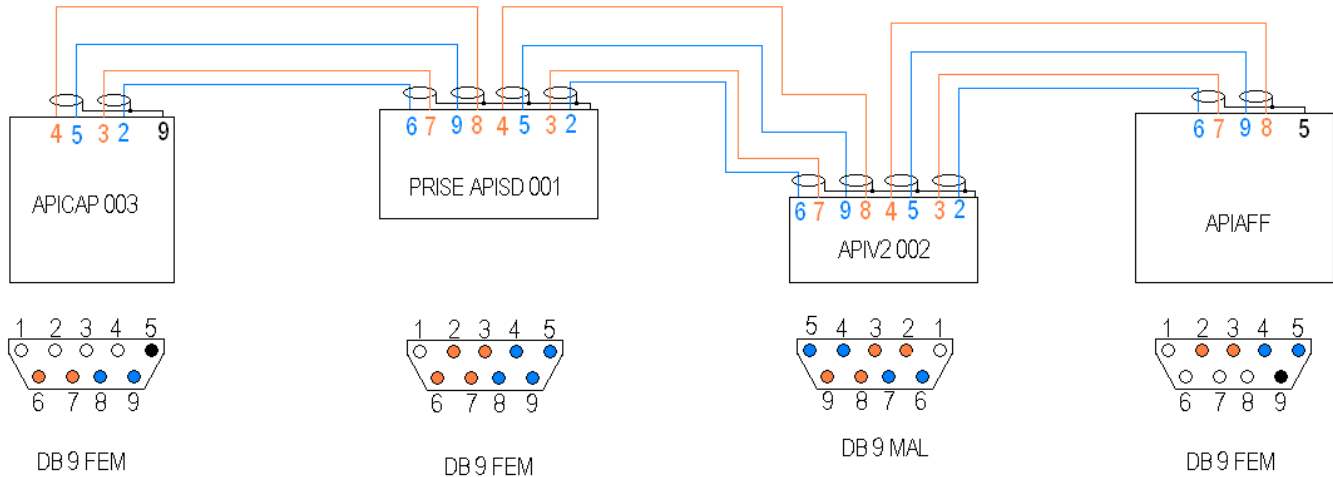 4 5 3 2 9
6 7 9 8 4 5 3 2
6 7 9 8 4 5 3 2
6 7 9 8 5
APICAP 003
PRISE APISD 001
APIV2 002
APIAFF
1 2 3 4 5
6 7 8 9
DB 9 FEM
1 2 3 4 5
6 7 8 9
DB 9 FEM
5 4 3 2 1
9 8 7 6
DB 9 MAL
1 2 3 4 5
6 7 8 9
DB 9 FEM